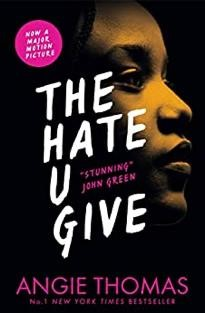 NOW A
MAJOR
MOTION
PICTURE
THE
HATE
U
GIVE
"STUNNING"
JOHN GREEN
ANGIE THOMAS
No.1 NEW YORK TIMES BESTSELLER